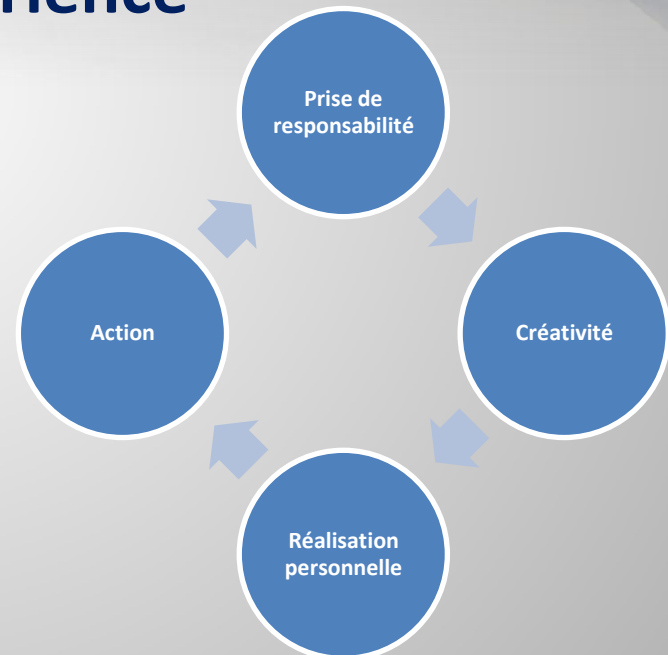 Prise de
responsabilité
Action
Créativité
Réalisation
personnelle